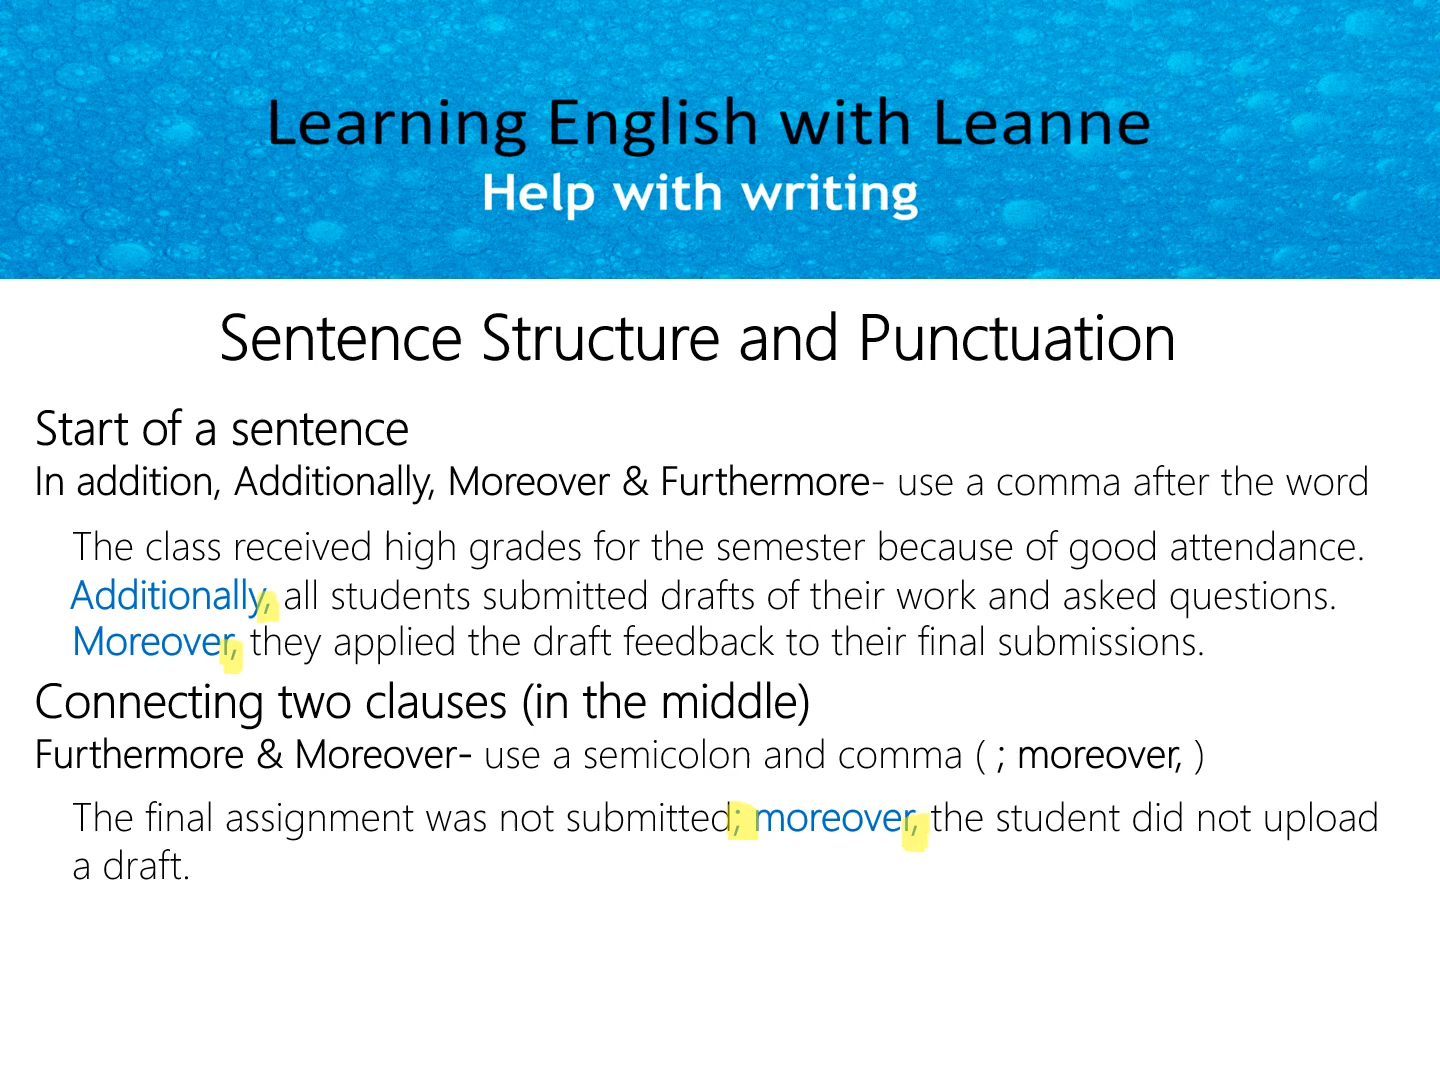 Learning English with Leanne
Help with writing
Sentence Structure and Punctuation
Start of a sentence
In addition, Additionally, Moreover & Furthermore- use a comma after the word
The class received high grades for the semester because of good attendance.
Additionally, all students submitted drafts of their work and asked questions.
Moreover, they applied the draft feedback to their final submissions.
Connecting two clauses (in the middle)
Furthermore & Moreover- use a semicolon and comma ( ; moreover, )
The final assignment was not submitted; moreover, the student did not upload
a draft.